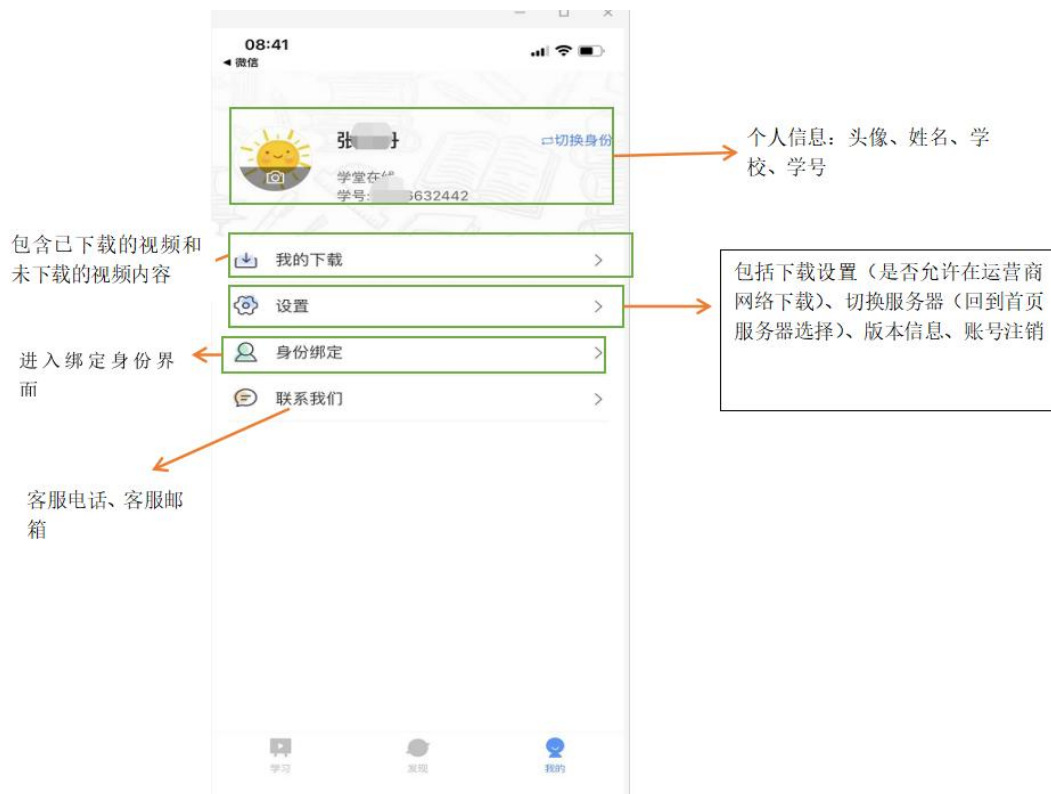 08:41
微信
张
切换身份
学堂在线
学号:
6632442
个人信息：头像、姓名、学
校、学号
包含已下载的视频和
未下载的视频内容
我的下载
设置
包括下载设置（是否允许在运营商
网络下载）、切换服务器（回到首页
服务器选择）、版本信息、账号注销
身份绑定
进入绑定身份界
面
联系我们
客服电话、客服邮
箱
学习
发现
我的